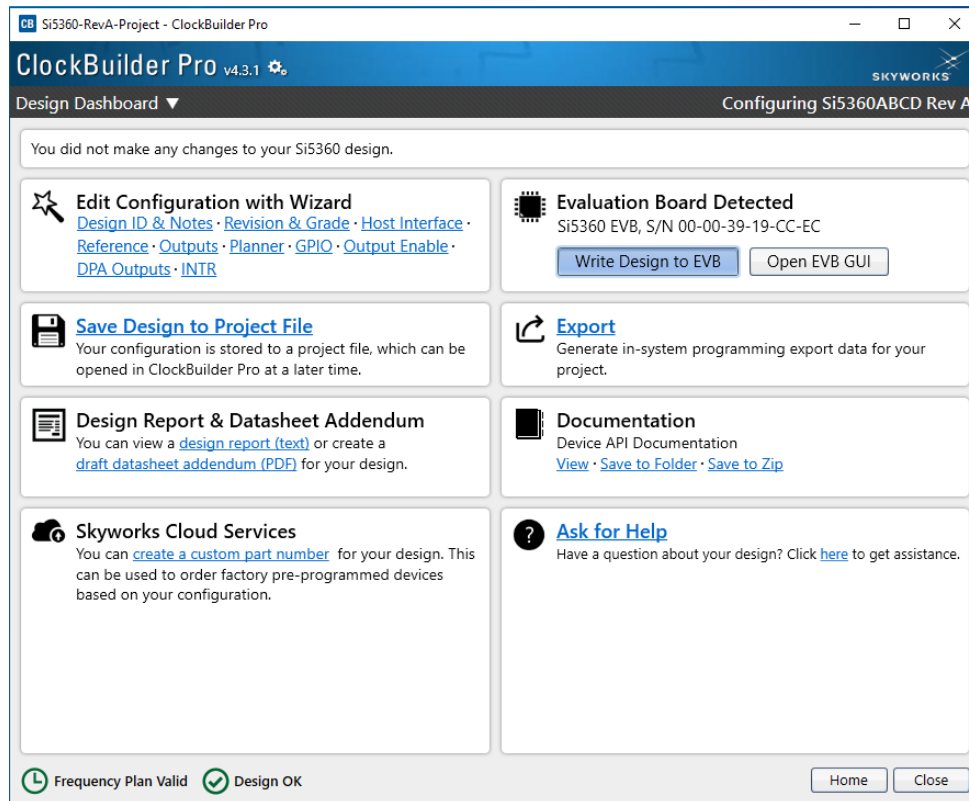 CB Si5360-RevA-Project - ClockBuilder Pro
ClockBuilder Pro v4.3.1
SKYWORKS
Design Dashboard ▼
Configuring Si5360ABCD Rev A
You did not make any changes to your Si5360 design.
Edit Configuration with Wizard
Design ID & Notes · Revision & Grade · Host Interface ·
Reference · Outputs · Planner · GPIO · Output Enable ·
DPA Outputs · INTR
Evaluation Board Detected
Si5360 EVB, S/N 00-00-39-19-CC-EC
Write Design to EVB
Open EVB GUI
Save Design to Project File
Your configuration is stored to a project file, which can be
opened in ClockBuilder Pro at a later time.
Export
Generate in-system programming export data for your
project.
Design Report & Datasheet Addendum
You can view a design report (text) or create a
draft datasheet addendum (PDF) for your design.
Documentation
Device API Documentation
View · Save to Folder · Save to Zip
Skyworks Cloud Services
You can create a custom part number for your design. This
can be used to order factory pre-programmed devices
based on your configuration.
?
Ask for Help
Have a question about your design? Click here to get assistance.
Frequency Plan Valid
Design OK
Home
Close